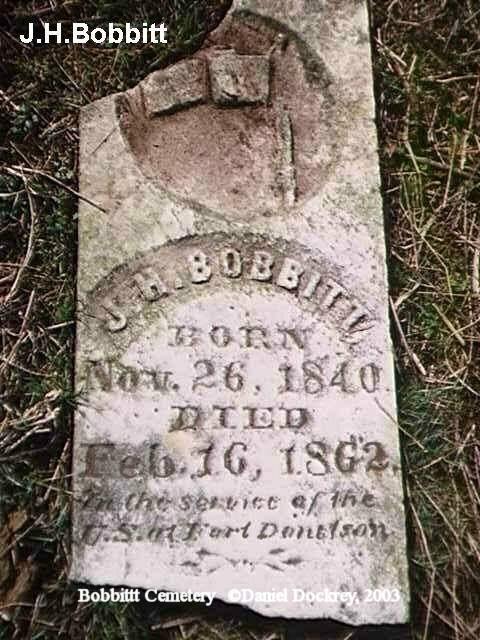 J.H.Bobbitt
J. H. BOBBITT.
BORN
Nov. 26, 1840.
DIED
Feb. 16, 1862.
In the service of the
U.S. at Fort Donelson
Bobbittt Cemetery ©Daniel Dockrey, 2003